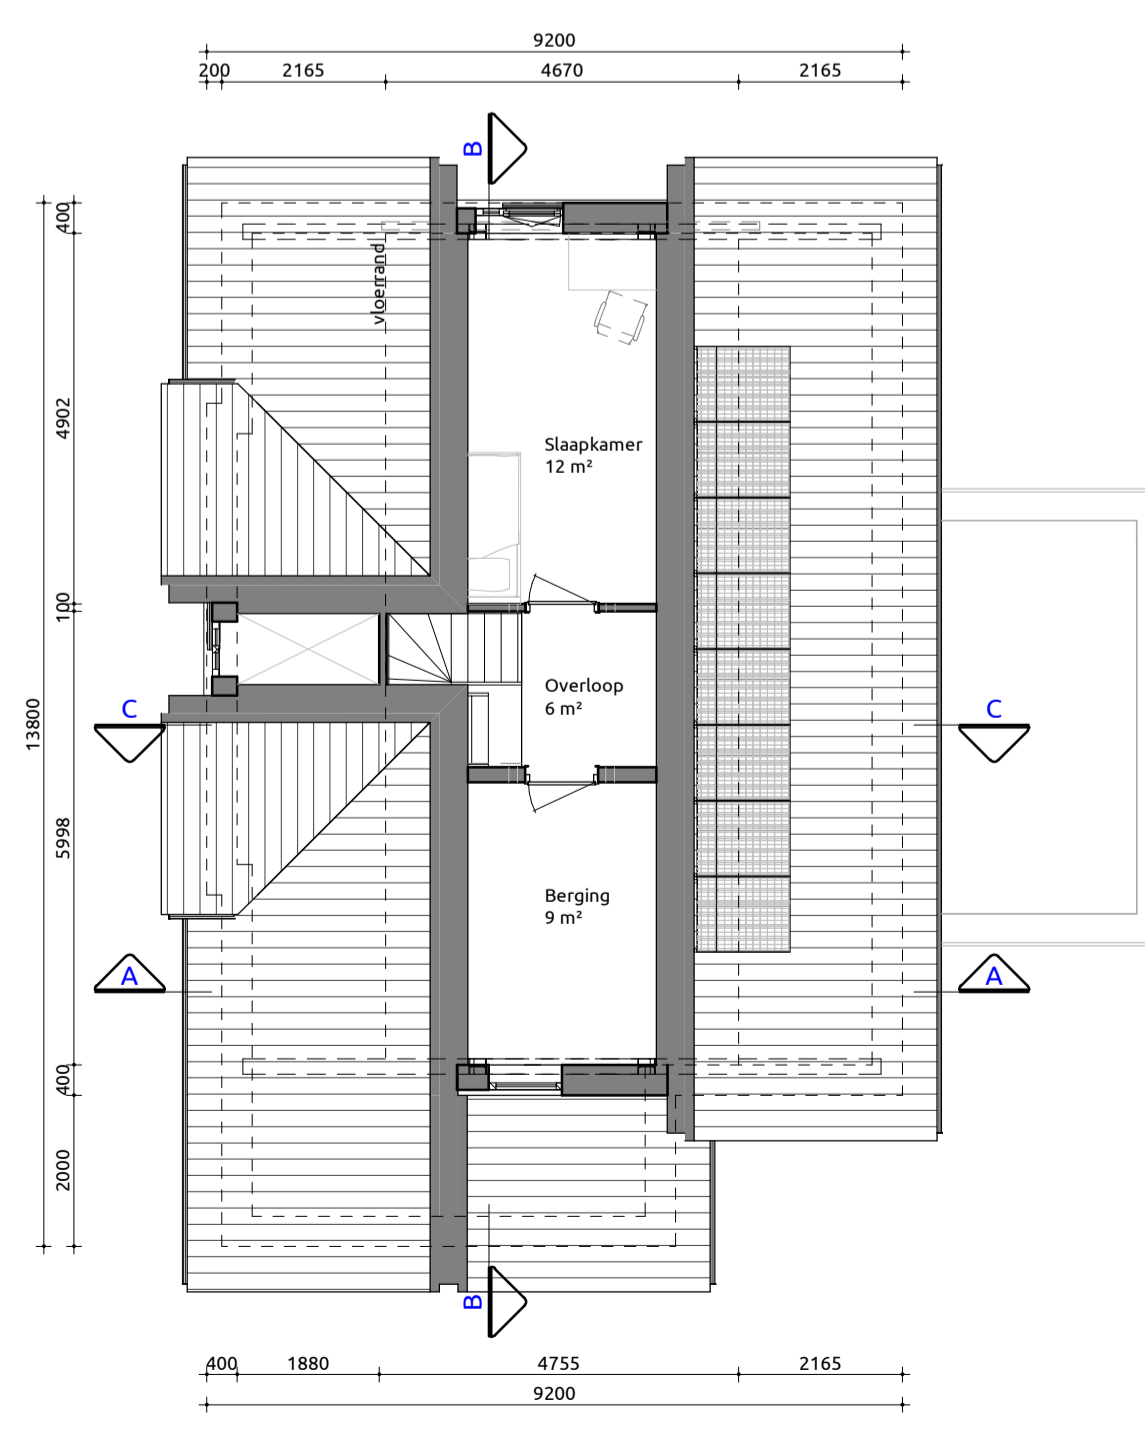 9200
200 2165 4670 2165
B
400
vloerrand
4902
Slaapkamer
12 m²
100
Overloop
6 m²
C C
13800
5998
Berging
9 m²
A A
400
2000
B
400 1880 4755 2165
9200